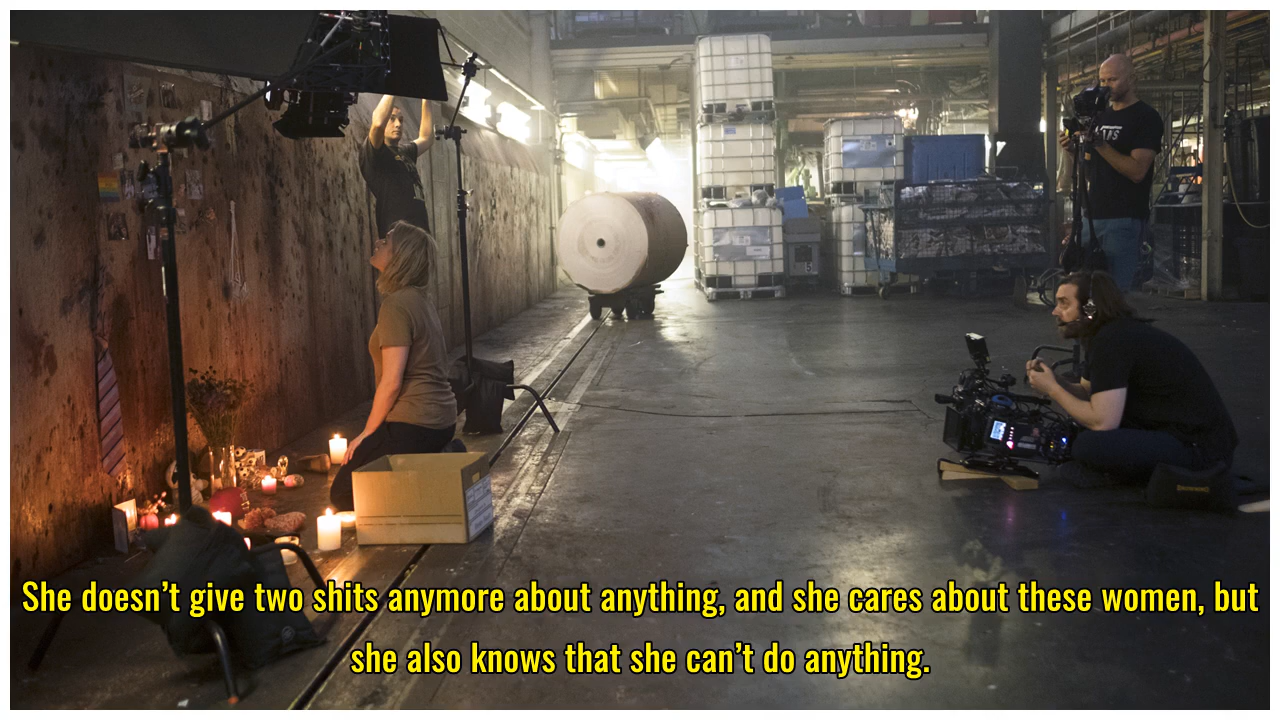 She doesn’t give two shits anymore about anything, and she cares about these women, but
she also knows that she can’t do anything.